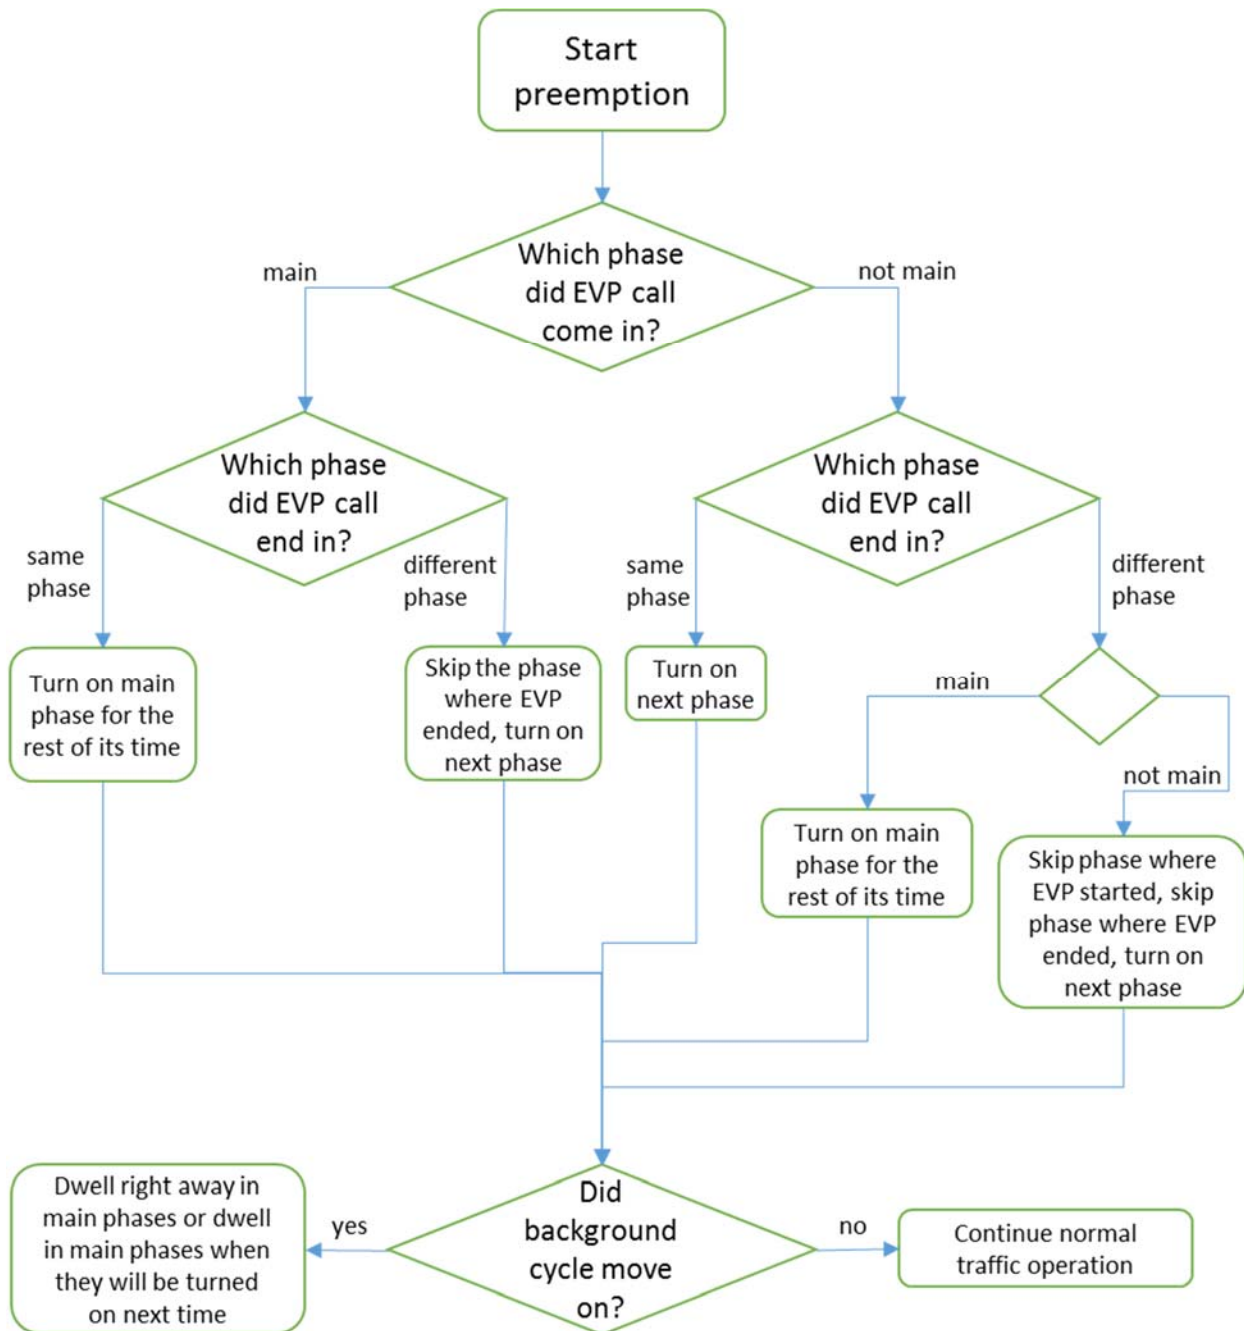 Start
preemption
Which phase
did EVP call
come in?
main
not main
Which phase
did EVP call
end in?
Which phase
did EVP call
end in?
same
phase
different
phase
same
phase
different
phase
Turn on main
phase for the
rest of its time
Skip the phase
where EVP
ended, turn on
next phase
Turn on
next phase
main
not main
Turn on main
phase for the
rest of its time
Skip phase where
EVP started, skip
phase where EVP
ended, turn on
next phase
Dwell right away in
main phases or dwell
in main phases when
they will be turned
on next time
yes
Did
background
cycle move
on?
no
Continue normal
traffic operation